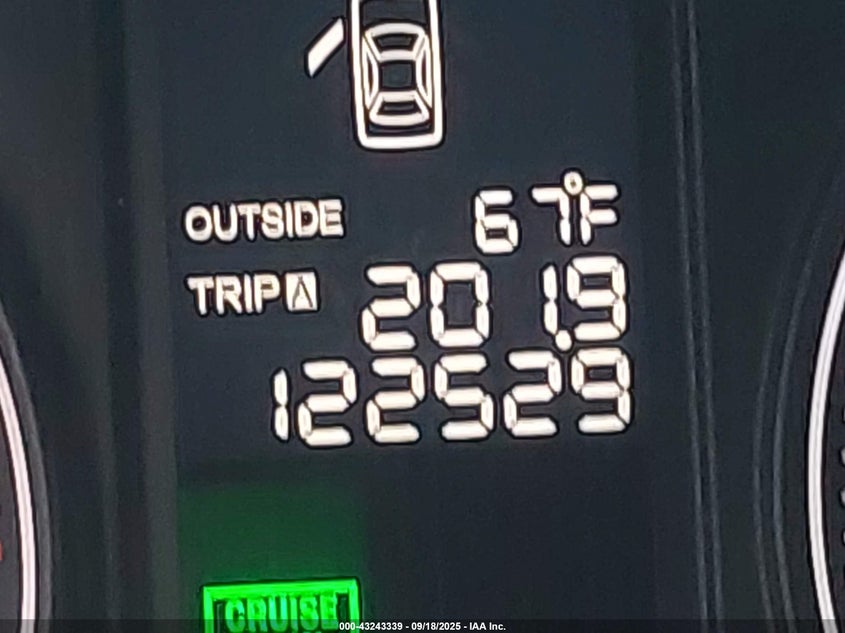 OUTSIDE 67°F
TRIP A 201.9
122529
CRUISE
000-43243339 - 09/18/2025 - IAA Inc.